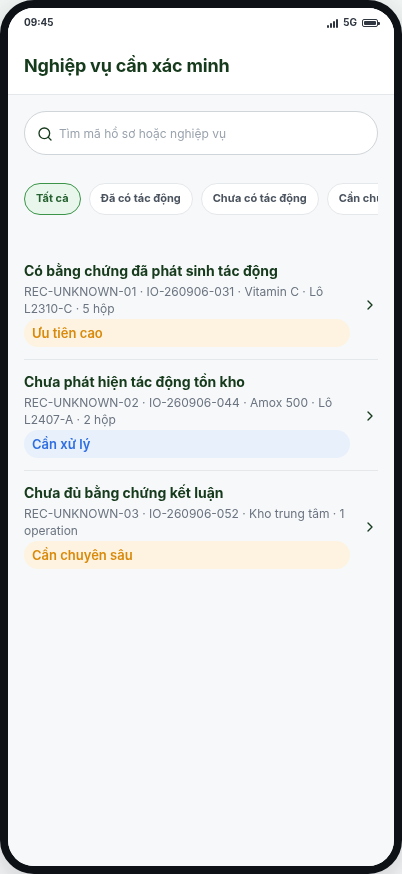 09:45
5G
Nghiệp vụ cần xác minh
Tìm mã hồ sơ hoặc nghiệp vụ
Tất cả
Đã có tác động
Chưa có tác động
Cần chu
Có bằng chứng đã phát sinh tác động
REC-UNKNOWN-01 · IO-260906-031 · Vitamin C · Lô
L2310-C · 5 hộp
Ưu tiên cao
Chưa phát hiện tác động tồn kho
REC-UNKNOWN-02 · IO-260906-044 · Amox 500 · Lô
L2407-A · 2 hộp
Cần xử lý
Chưa đủ bằng chứng kết luận
REC-UNKNOWN-03 · IO-260906-052 · Kho trung tâm · 1
operation
Cần chuyên sâu